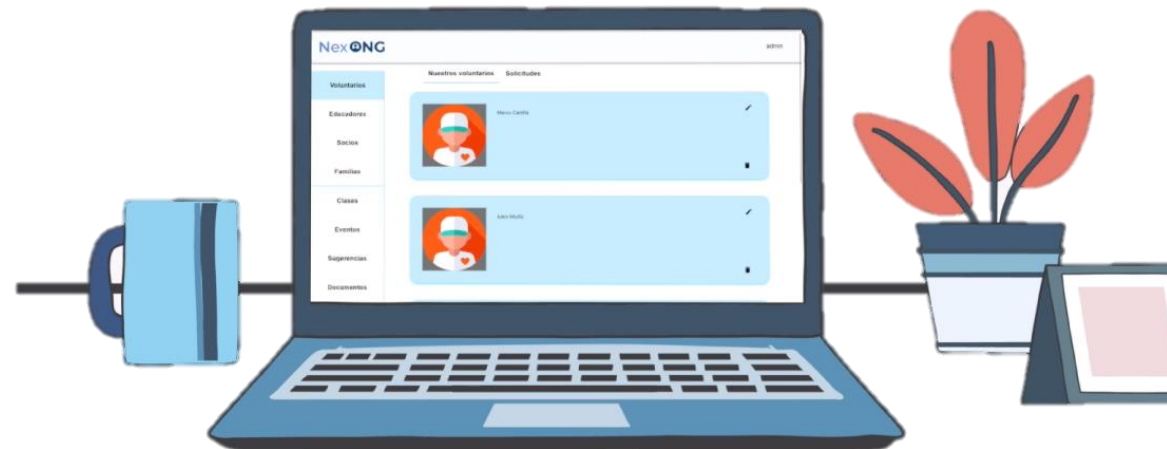 NexONG
admin
Nuestros voluntarios Solicitudes
Voluntarios
Educadores
Socios
Familias
Clases
Eventos
Sugerencias
Documentos